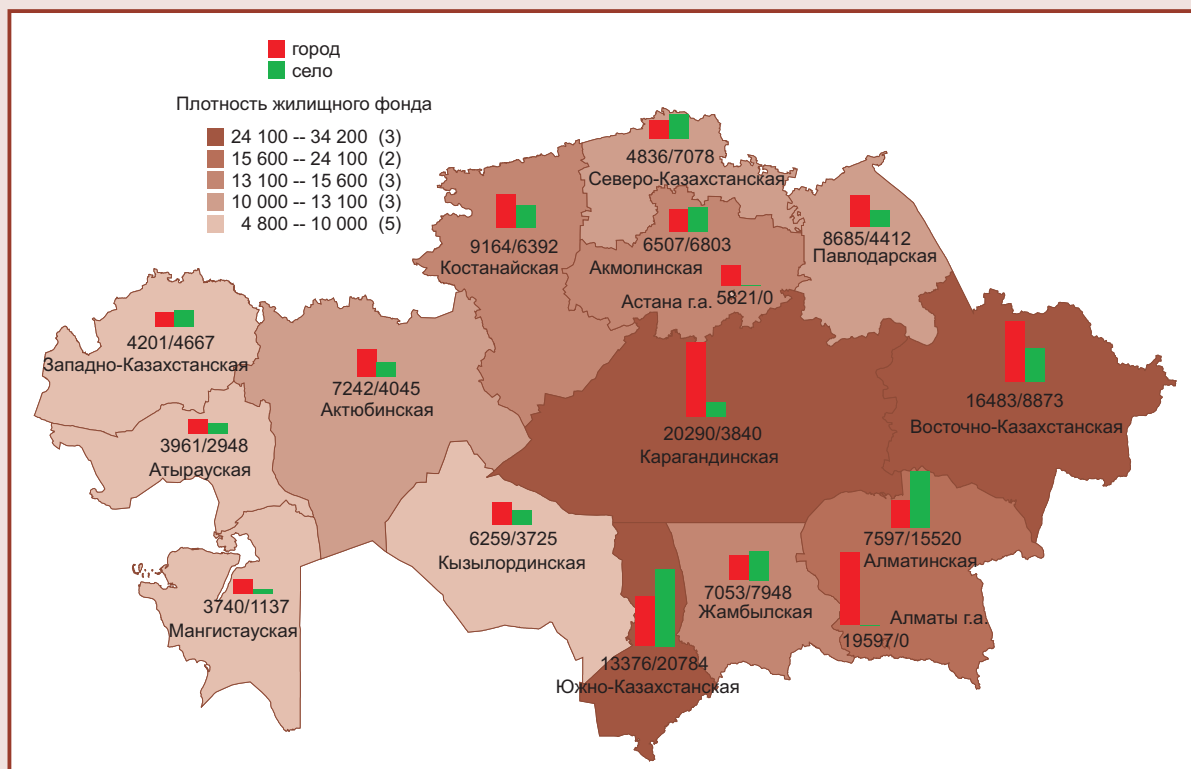 город
село
Плотность жилищного фонда
24 100 -- 34 200 (3)
15 600 -- 24 100 (2)
13 100 -- 15 600 (3)
10 000 -- 13 100 (3)
4 800 -- 10 000 (5)
4836/7078
Северо-Казахстанская
9164/6392
Костанайская
6507/6803
Акмолинская
8685/4412
Павлодарская
Астана г.а.
5821/0
4201/4667
Западно-Казахстанская
7242/4045
Актюбинская
20290/3840
Карагандинская
16483/8873
Восточно-Казахстанская
3961/2948
Атырауская
6259/3725
Кызылординская
7597/15520
Алматинская
3740/1137
Мангистауская
7053/7948
Жамбылская
Алматы г.а.
19597/0
13376/20784
Южно-Казахстанская